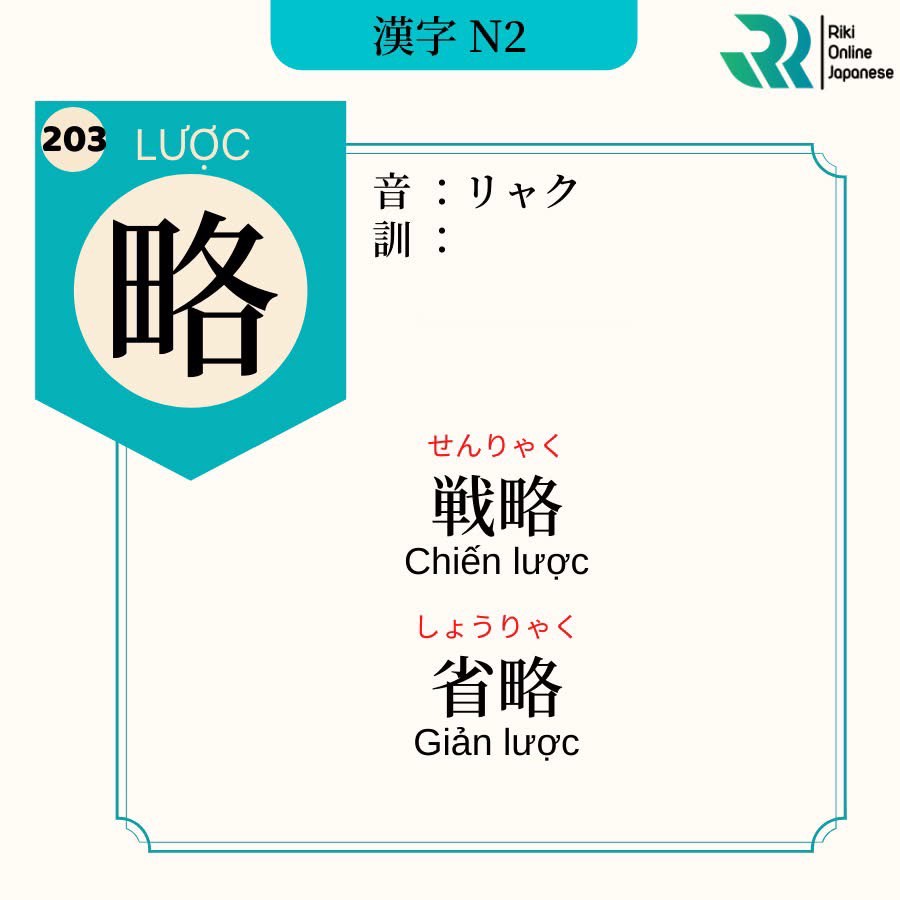 漢字 N2
Riki
Online
Japanese
203
LƯỢC
略
音 ：リャク
訓 ：
せんりゃく
戦略
Chiến lược
しょうりゃく
省略
Giản lược